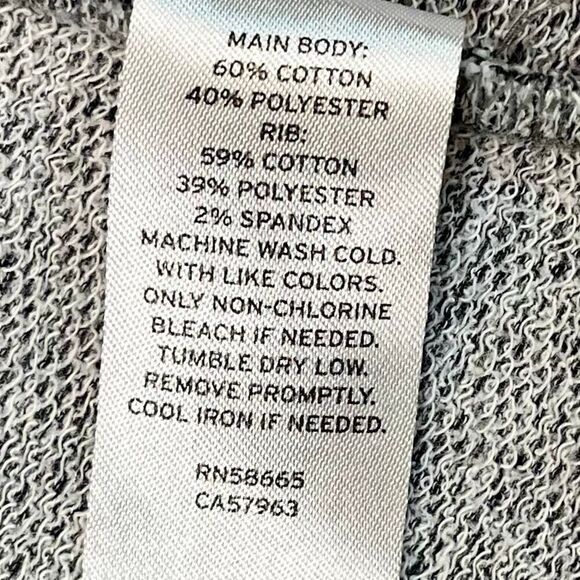 MAIN BODY:
60% COTTON
40% POLYESTER
RIB:
59% COTTON
39% POLYESTER
2% SPANDEX
MACHINE WASH COLD.
WITH LIKE COLORS.
ONLY NON-CHLORINE
BLEACH IF NEEDED.
TUMBLE DRY LOW.
REMOVE PROMPTLY.
COOL IRON IF NEEDED.
RN58665
CA57963